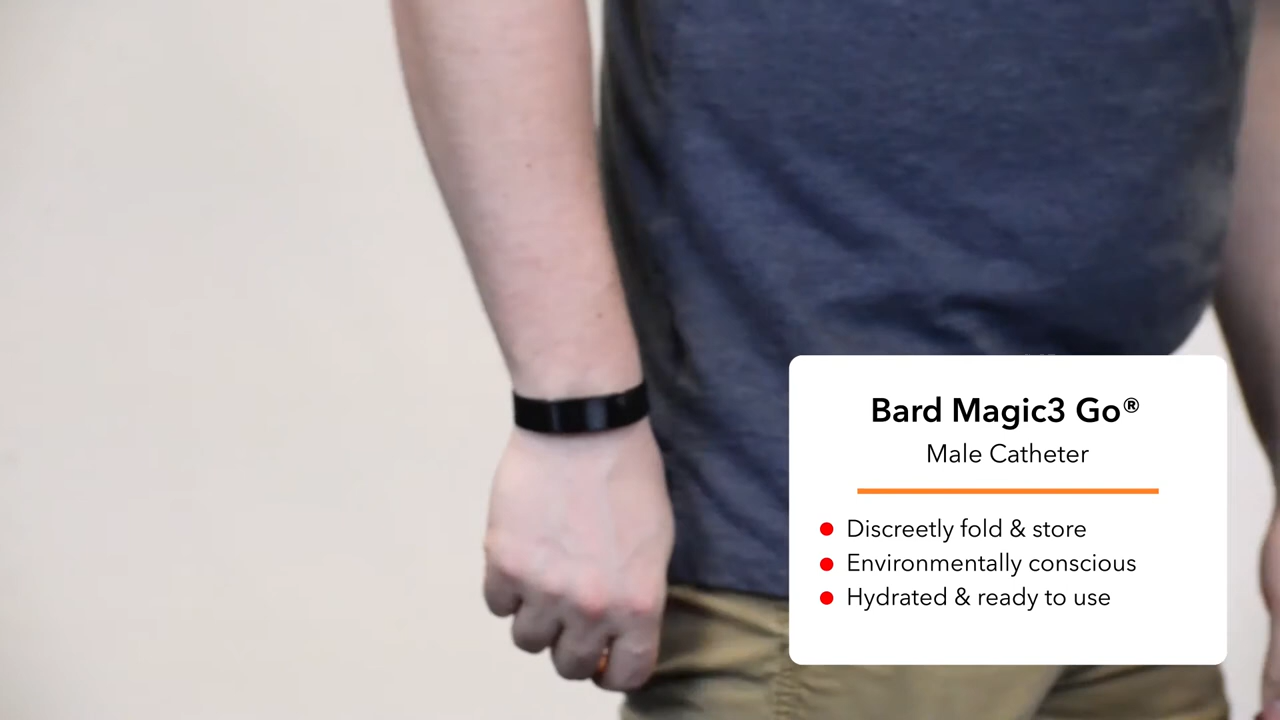 Bard Magic3 Go®
Male Catheter
Discreetly fold & store
Environmentally conscious
Hydrated & ready to use